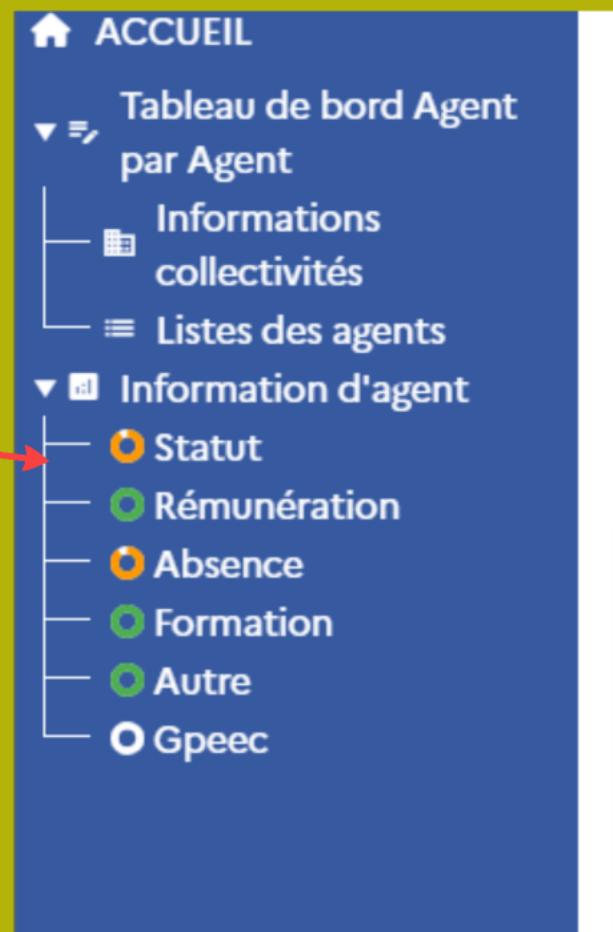 ACCUEIL
Tableau de bord Agent
par Agent
Informations
collectivités
Listes des agents
Information d'agent
Statut
Rémunération
Absence
Formation
Autre
Gpeec